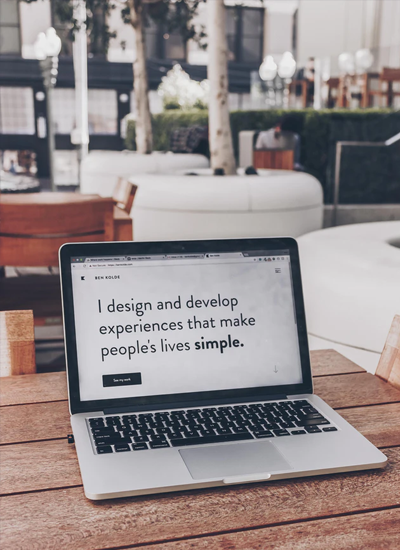 BEN KOLDE
I design and develop
experiences that make
people's lives simple.
See my work